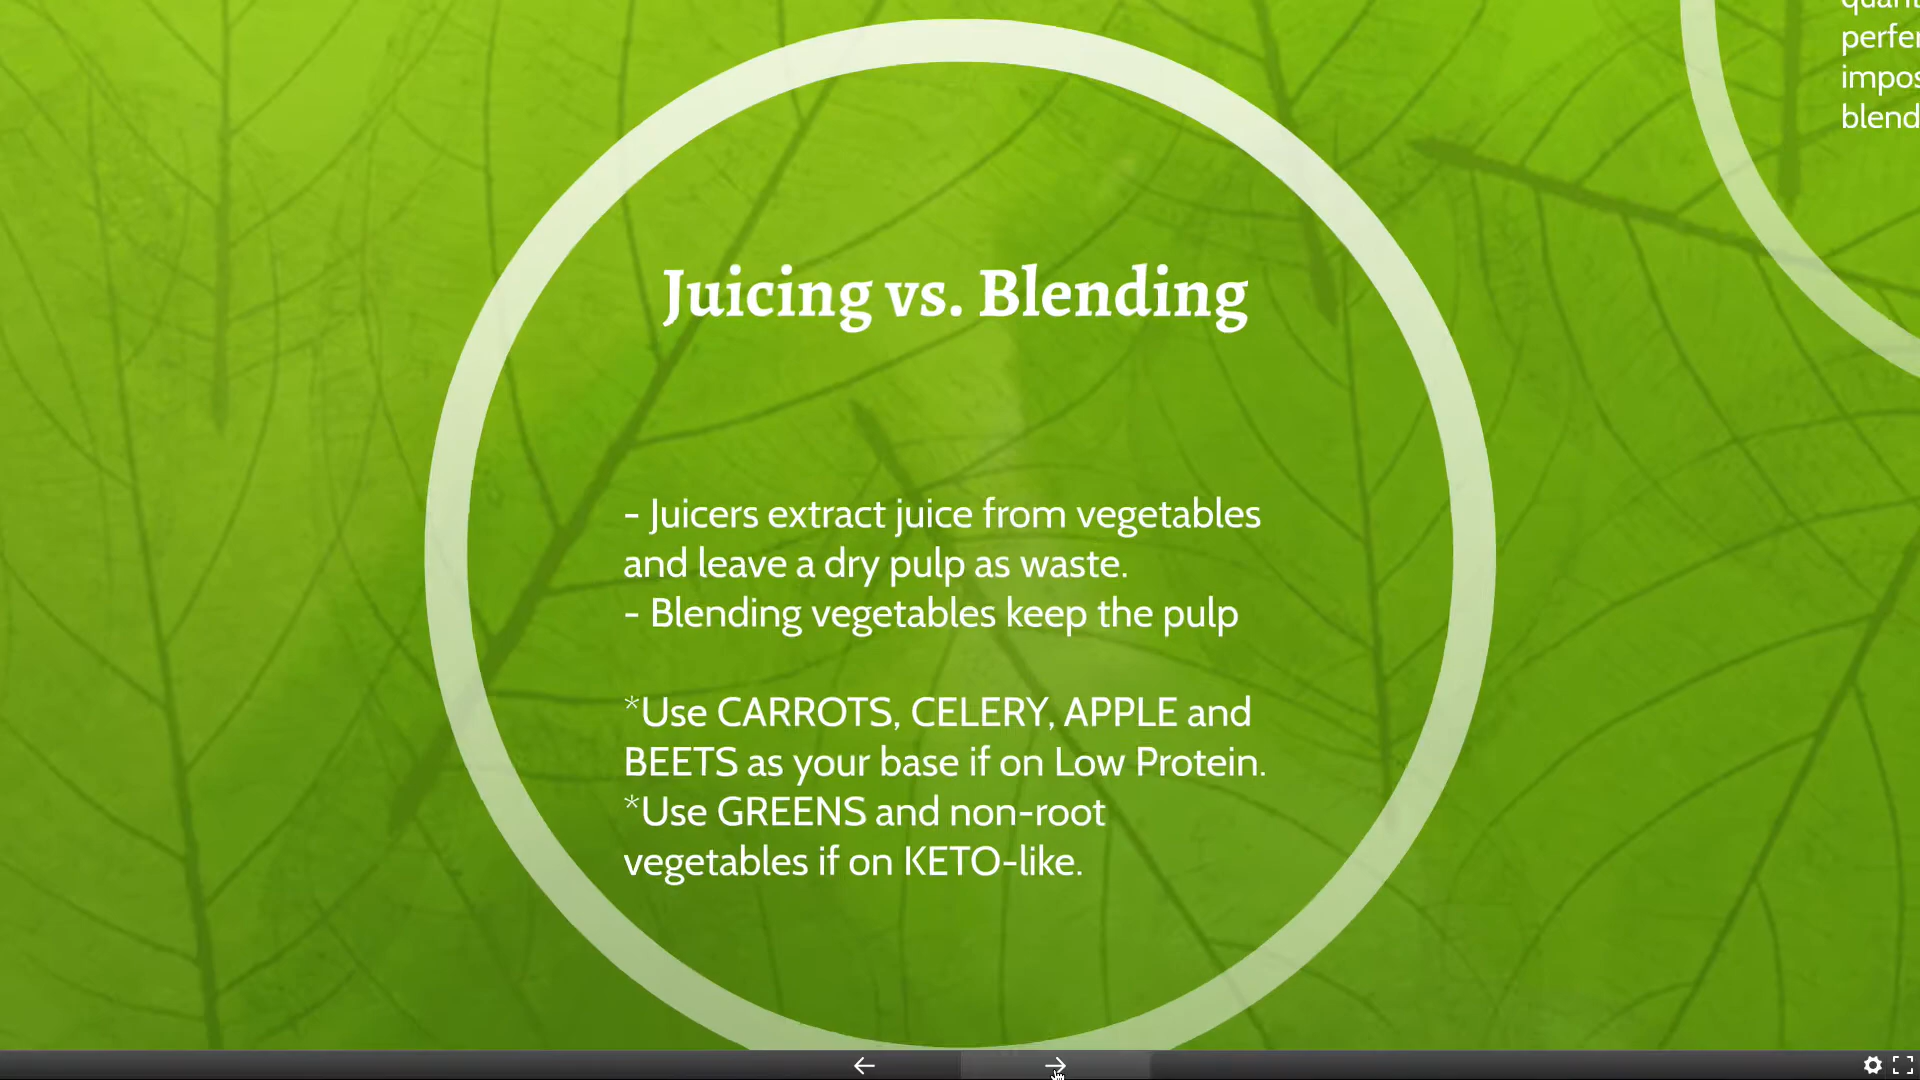 Juicing vs. Blending
- Juicers extract juice from vegetables
and leave a dry pulp as waste.
- Blending vegetables keep the pulp
*Use CARROTS, CELERY, APPLE and
BEETS as your base if on Low Protein.
*Use GREENS and non-root
vegetables if on KETO-like.